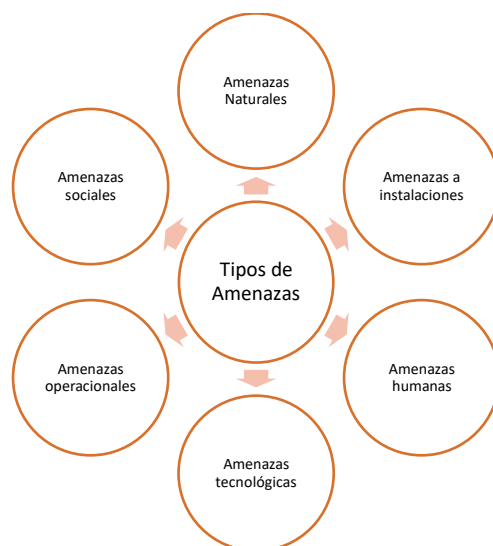 Amenazas
Naturales
Amenazas a
instalaciones
Amenazas
humanas
Amenazas
tecnológicas
Amenazas
operacionales
Amenazas
sociales
Tipos de
Amenazas